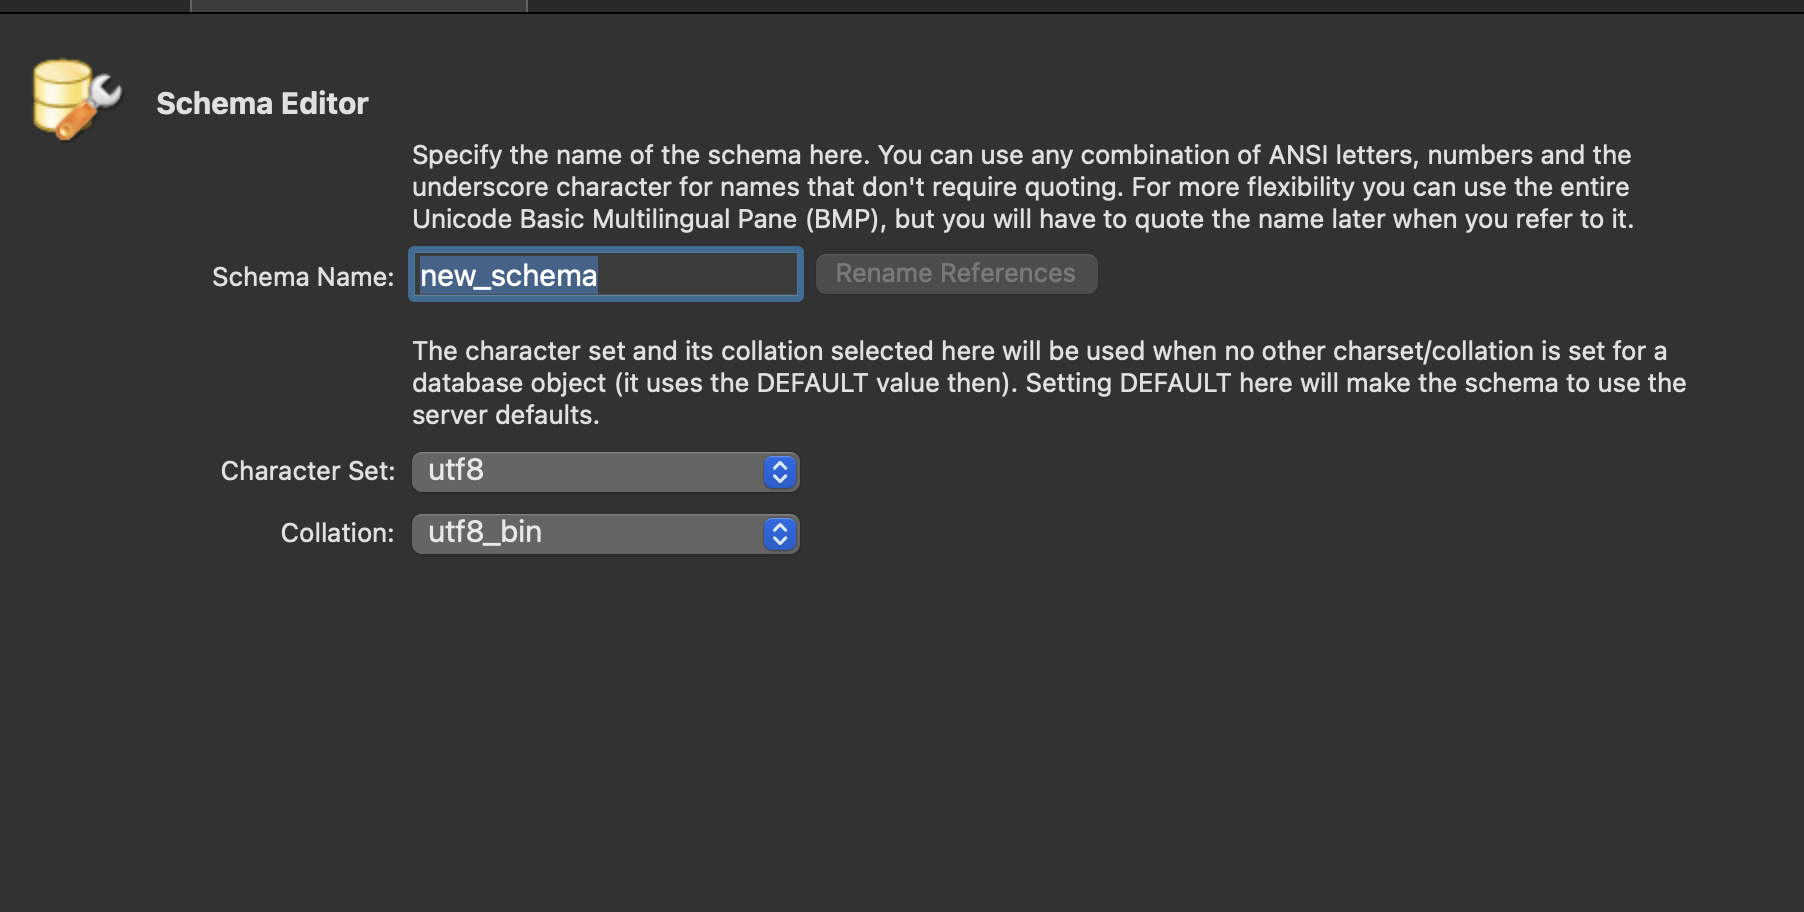 Schema Editor
Specify the name of the schema here. You can use any combination of ANSI letters, numbers and the
underscore character for names that don't require quoting. For more flexibility you can use the entire
Unicode Basic Multilingual Pane (BMP), but you will have to quote the name later when you refer to it.
Schema Name: new_schema Rename References
The character set and its collation selected here will be used when no other charset/collation is set for a
database object (it uses the DEFAULT value then). Setting DEFAULT here will make the schema to use the
server defaults.
Character Set: utf8
Collation: utf8_bin